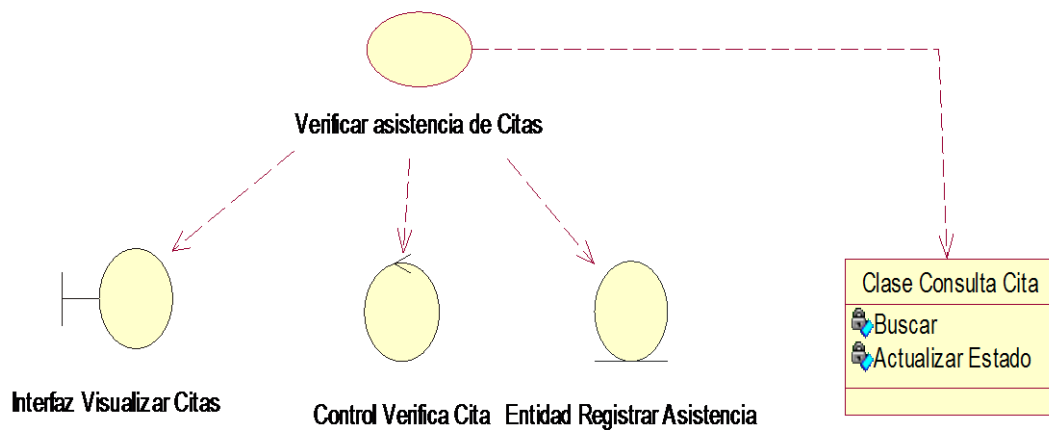 Verificar asistencia de Citas
Clase Consulta Cita
Buscar
Actualizar Estado
Interfaz Visualizar Citas
Control Verifica Cita
Entidad Registrar Asistencia